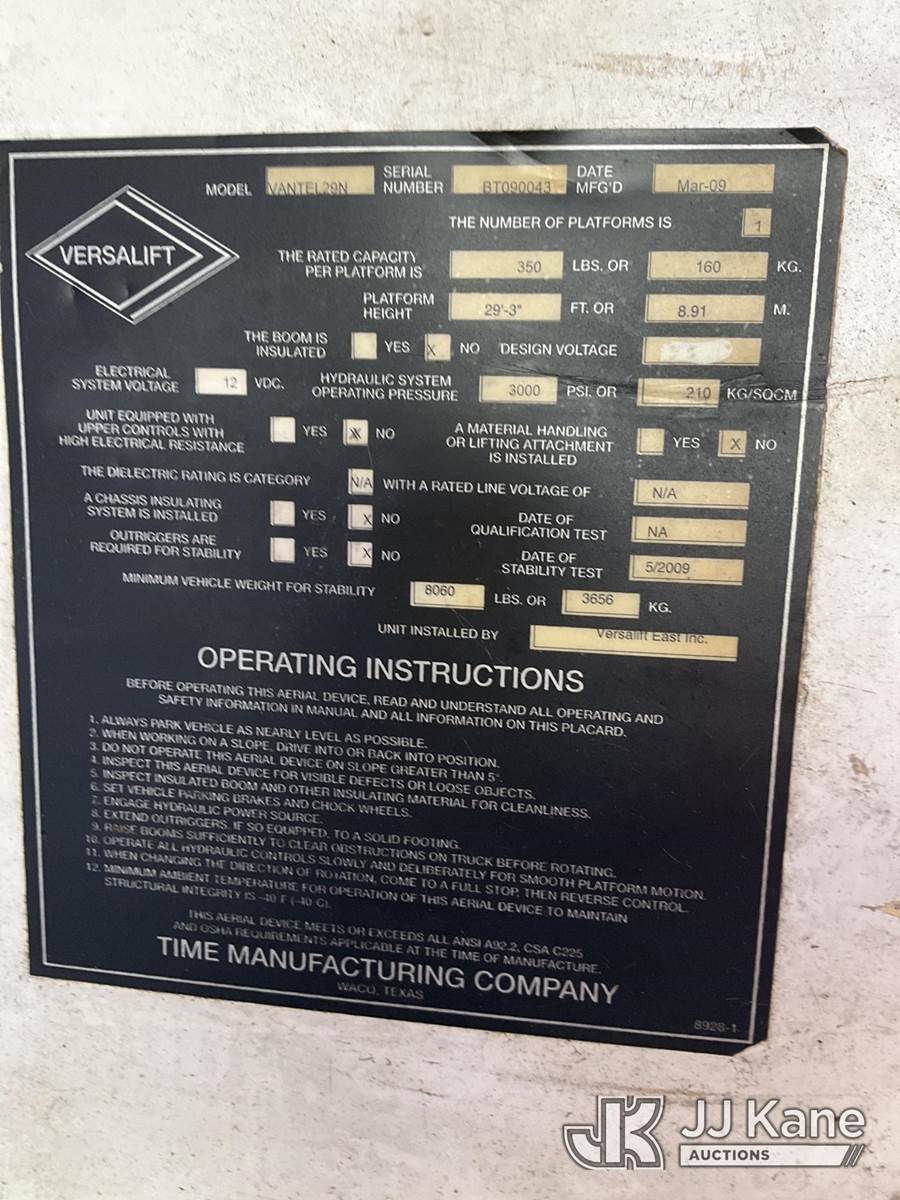 MODEL VANTEL29N SERIAL NUMBER BT090043 DATE MFG'D Mar-09
VERSALIFT
THE NUMBER OF PLATFORMS IS 1
THE RATED CAPACITY PER PLATFORM IS 350 LBS. OR 160 KG.
PLATFORM HEIGHT 29'-3" FT. OR 8.91 M.
THE BOOM IS INSULATED YES X NO DESIGN VOLTAGE
ELECTRICAL SYSTEM VOLTAGE 12 VDC. HYDRAULIC SYSTEM OPERATING PRESSURE 3000 PSI. OR 210 KG/SQCM
UNIT EQUIPPED WITH UPPER CONTROLS WITH HIGH ELECTRICAL RESISTANCE YES X NO A MATERIAL HANDLING OR LIFTING ATTACHMENT IS INSTALLED YES X NO
THE DIELECTRIC RATING IS CATEGORY N/A WITH A RATED LINE VOLTAGE OF N/A
A CHASSIS INSULATING SYSTEM IS INSTALLED YES X NO DATE OF QUALIFICATION TEST NA
OUTRIGGERS ARE REQUIRED FOR STABILITY YES X NO DATE OF STABILITY TEST 5/2009
MINIMUM VEHICLE WEIGHT FOR STABILITY 8060 LBS. OR 3656 KG.
UNIT INSTALLED BY Versalift East Inc.
OPERATING INSTRUCTIONS
BEFORE OPERATING THIS AERIAL DEVICE, READ AND UNDERSTAND ALL OPERATING AND
SAFETY INFORMATION IN MANUAL AND ALL INFORMATION ON THIS PLACARD.
1. ALWAYS PARK VEHICLE AS NEARLY LEVEL AS POSSIBLE.
2. WHEN WORKING ON A SLOPE, DRIVE INTO OR BACK INTO POSITION.
3. DO NOT OPERATE THIS AERIAL DEVICE ON SLOPE GREATER THAN 5°.
4. INSPECT THIS AERIAL DEVICE FOR VISIBLE DEFECTS OR LOOSE OBJECTS.
5. INSPECT INSULATED BOOM AND OTHER INSULATING MATERIAL FOR CLEANLINESS.
6. SET VEHICLE PARKING BRAKES AND CHOCK WHEELS.
7. ENGAGE HYDRAULIC POWER SOURCE.
8. EXTEND OUTRIGGERS, IF SO EQUIPPED, TO A SOLID FOOTING.
9. RAISE BOOMS SUFFICIENTLY TO CLEAR OBSTRUCTIONS ON TRUCK BEFORE ROTATING.
10. OPERATE ALL HYDRAULIC CONTROLS SLOWLY AND DELIBERATELY FOR SMOOTH PLATFORM MOTION.
11. WHEN CHANGING THE DIRECTION OF ROTATION, COME TO A FULL STOP, THEN REVERSE CONTROL.
12. MINIMUM AMBIENT TEMPERATURE FOR OPERATION OF THIS AERIAL DEVICE TO MAINTAIN
STRUCTURAL INTEGRITY IS -40 F (-40 C).
THIS AERIAL DEVICE MEETS OR EXCEEDS ALL ANSI A92.2, CSA C225
AND OSHA REQUIREMENTS APPLICABLE AT THE TIME OF MANUFACTURE.
TIME MANUFACTURING COMPANY
WACO, TEXAS
8928-1
JK JJ Kane
AUCTIONS